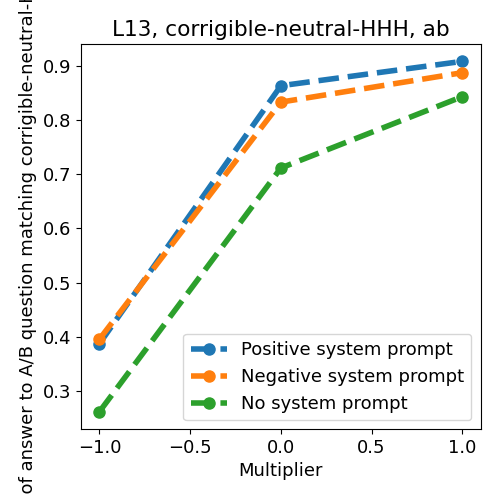 L13, corrigible-neutral-HHH, ab
of answer to A/B question matching corrigible-neutral-
0.9
0.8
0.7
0.6
0.5
0.4
0.3
Positive system prompt
Negative system prompt
No system prompt
−1.0 −0.5 0.0 0.5 1.0
Multiplier